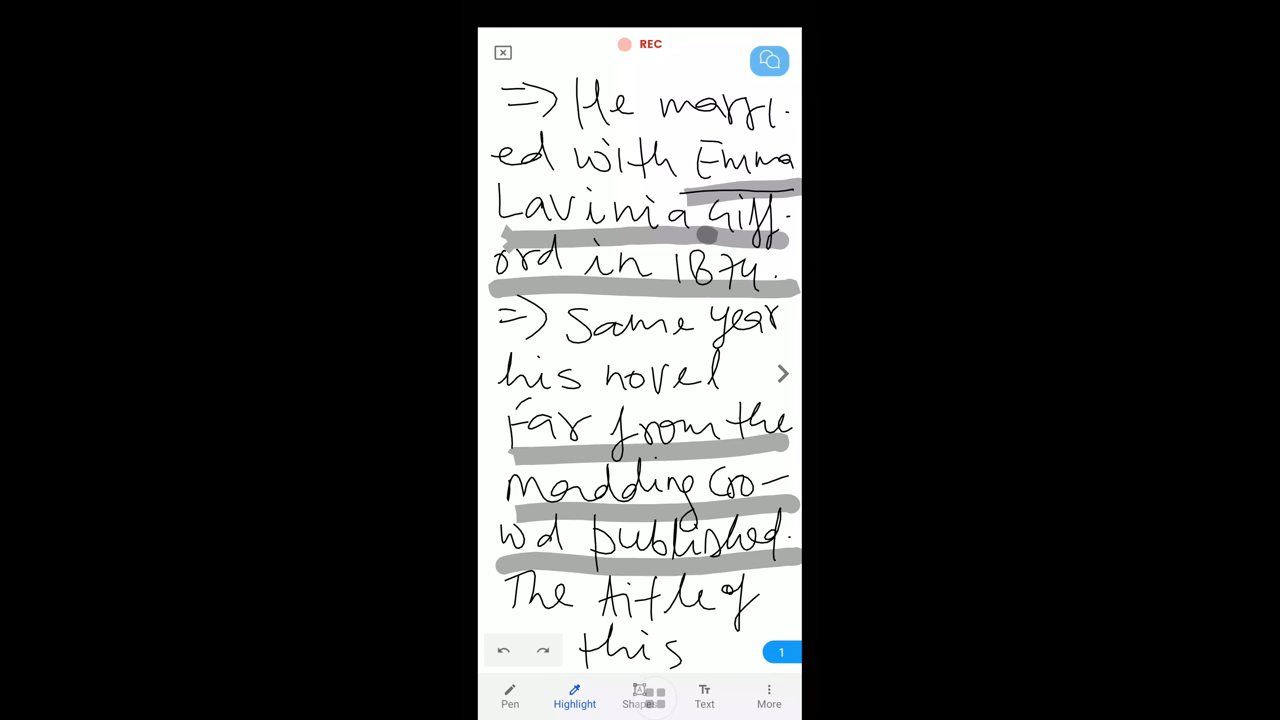 REC
=> He marri-
ed with Emma
Lavinia Giff-
ord in 1874.
=> Same year
his novel
Far from the
madding Cro-
wd published.
The title of
this
1
Pen Highlight Shapes Text More